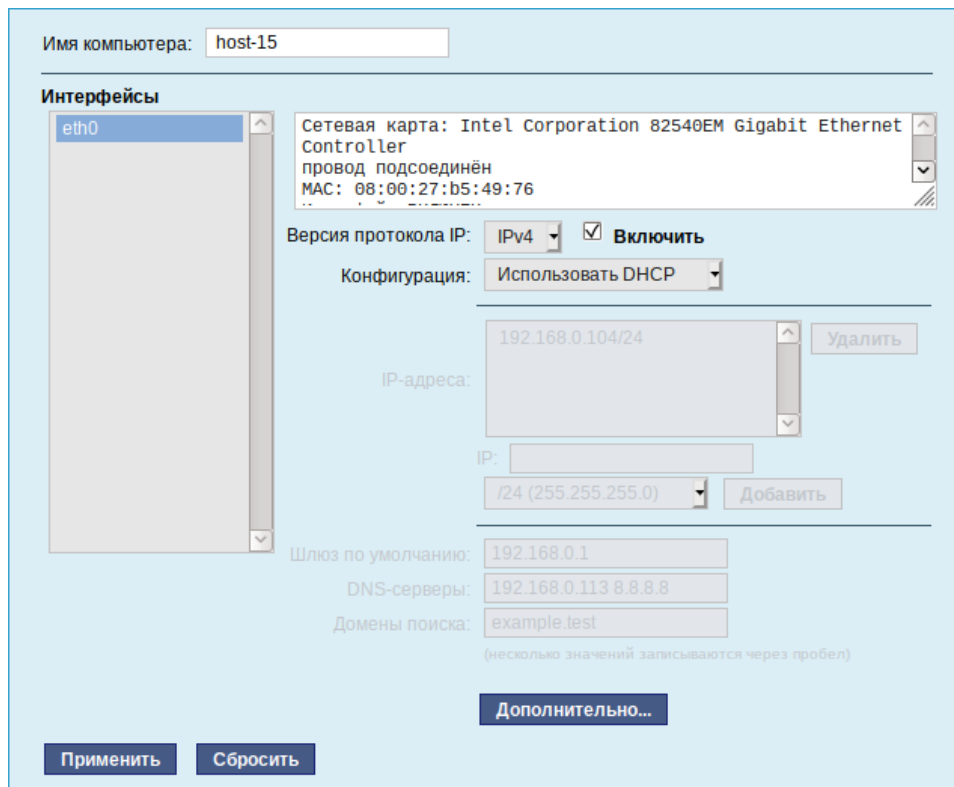 Имя компьютера: host-15
Интерфейсы
eth0
Сетевая карта: Intel Corporation 82540EM Gigabit Ethernet
Controller
провод подсоединён
MAC: 08:00:27:b5:49:76
Версия протокола IP: IPv4 Включить
Конфигурация: Использовать DHCP
192.168.0.104/24 Удалить
IP-адреса:
IP:
/24 (255.255.255.0) Добавить
Шлюз по умолчанию: 192.168.0.1
DNS-серверы: 192.168.0.113 8.8.8.8
Домены поиска: example.test
(несколько значений записываются через пробел)
Дополнительно...
Применить Сбросить